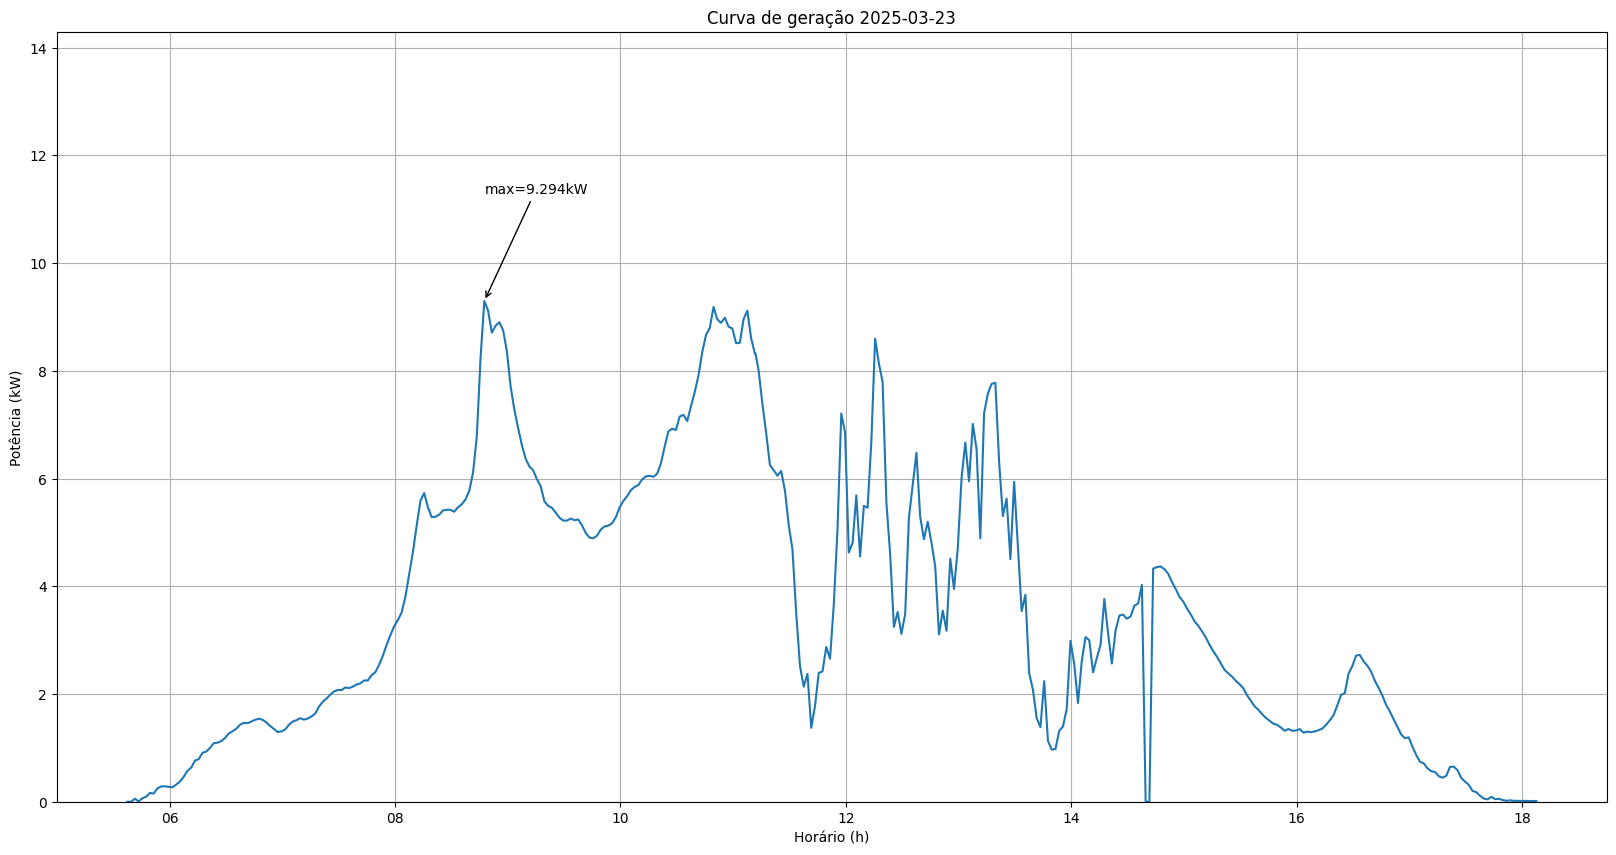 Curva de geração 2025-03-23
14
12
max=9.294kW
10
8
Potência (kW)
6
4
2
0
06 08 10 12 14 16 18
Horário (h)